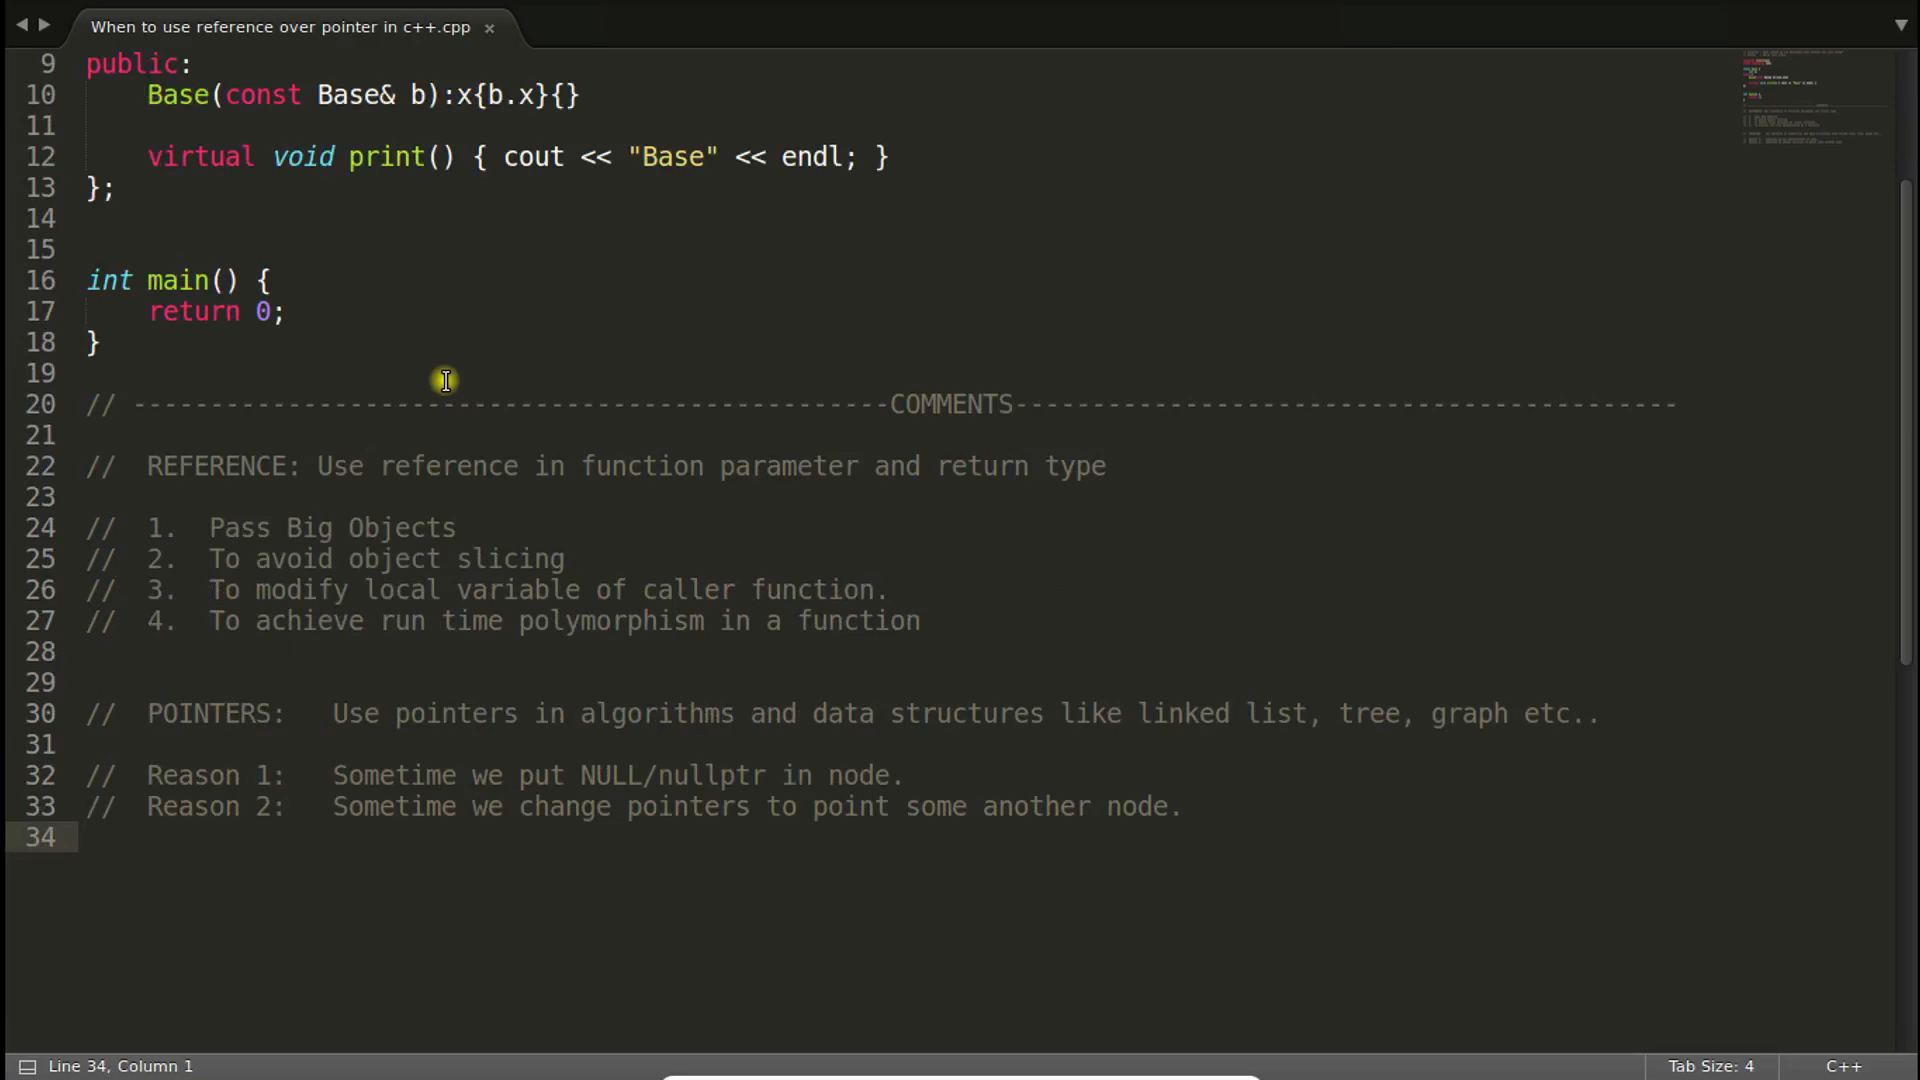 When to use reference over pointer in c++.cpp ×
9 public:
10 Base(const Base& b):x{b.x}{}
11
12 virtual void print() { cout << "Base" << endl; }
13 };
14
15
16 int main() {
17 return 0;
18 }
19
20 // -------------------------------------------------COMMENTS-------------------------------------------
21
22 // REFERENCE: Use reference in function parameter and return type
23
24 // 1. Pass Big Objects
25 // 2. To avoid object slicing
26 // 3. To modify local variable of caller function.
27 // 4. To achieve run time polymorphism in a function
28
29
30 // POINTERS: Use pointers in algorithms and data structures like linked list, tree, graph etc..
31
32 // Reason 1: Sometime we put NULL/nullptr in node.
33 // Reason 2: Sometime we change pointers to point some another node.
34
Line 34, Column 1 Tab Size: 4 C++